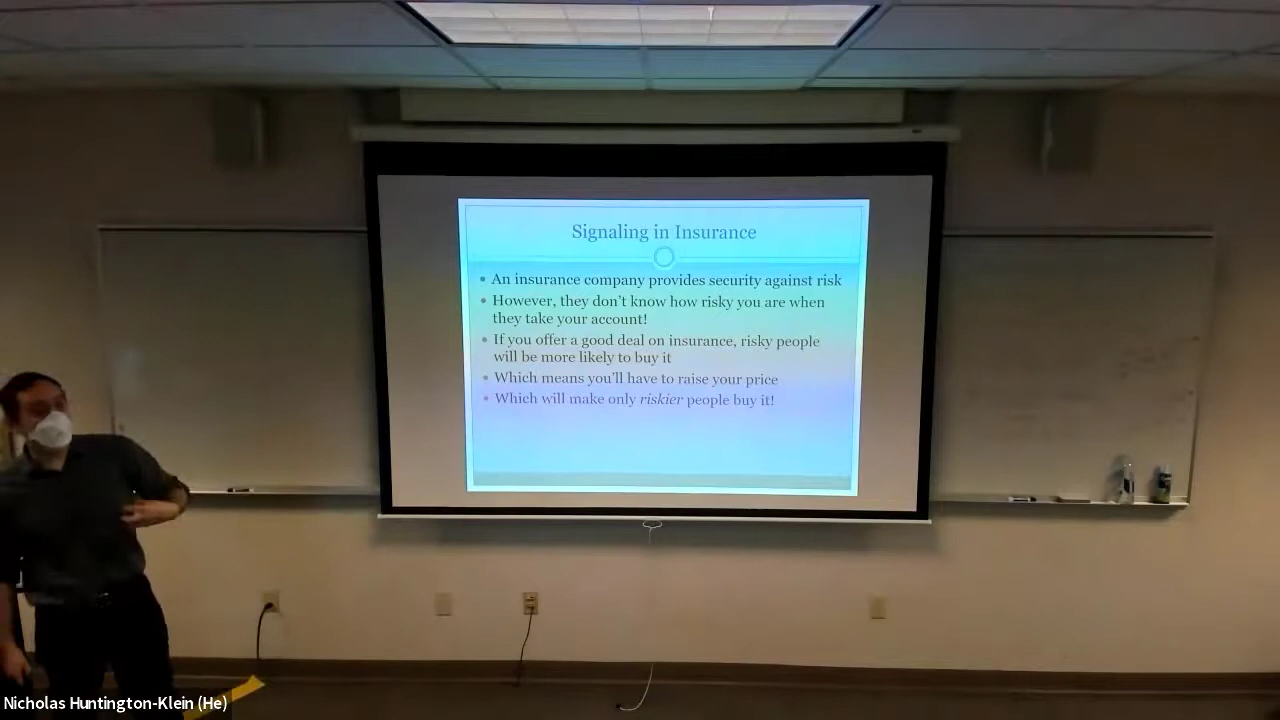 Signaling in Insurance
• An insurance company provides security against risk
• However, they don't know how risky you are when
they take your account!
• If you offer a good deal on insurance, risky people
will be more likely to buy it
• Which means you'll have to raise your price
• Which will make only riskier people buy it!
Nicholas Huntington-Klein (He)